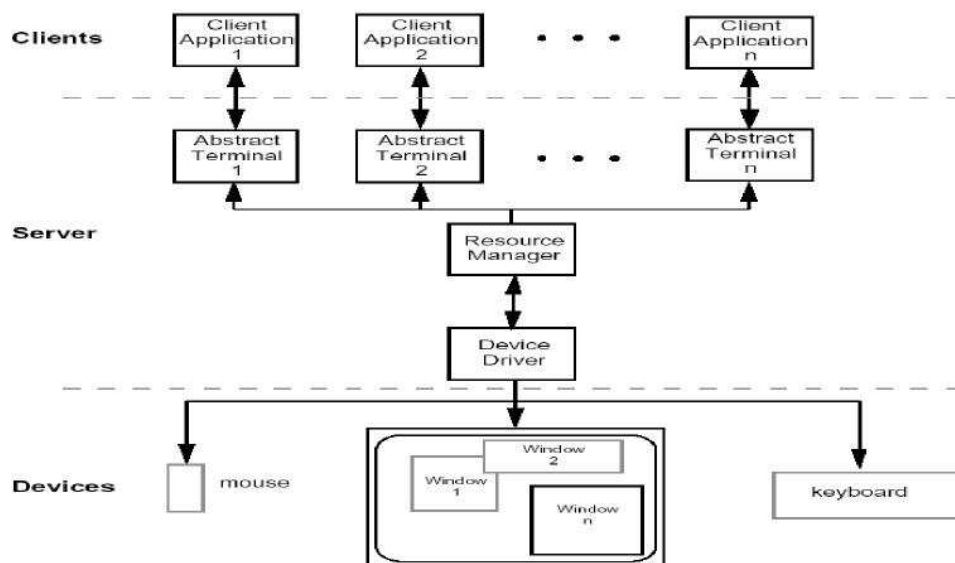 Clients
Client
Application
1
Client
Application
2
Client
Application
n
Abstract
Terminal
1
Abstract
Terminal
2
Abstract
Terminal
n
Server
Resource
Manager
Device
Driver
Devices
mouse
Window
1
Window
2
Window
n
keyboard